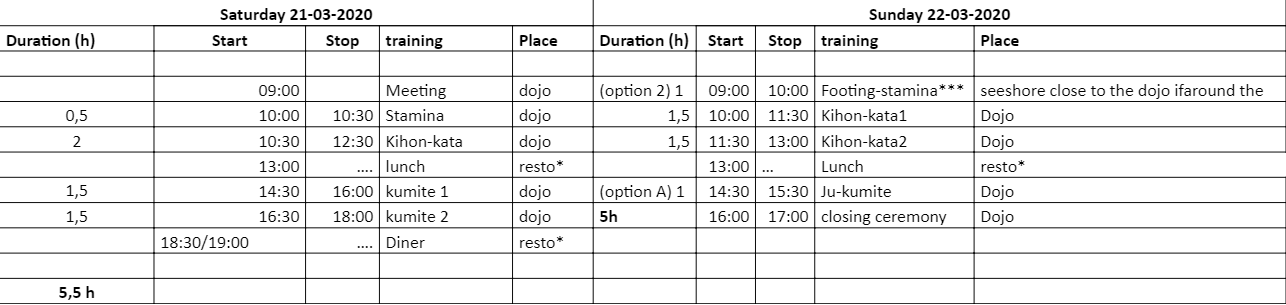 Saturday 21-03-2020 Sunday 22-03-2020
Duration (h) Start Stop training Place Duration (h) Start Stop training Place
09:00 Meeting dojo (option 2) 1 09:00 10:00 Footing-stamina*** seeshore close to the dojo ifaround the
0,5 10:00 10:30 Stamina dojo 1,5 10:00 11:30 Kihon-kata1 Dojo
2 10:30 12:30 Kihon-kata dojo 1,5 11:30 13:00 Kihon-kata2 Dojo
13:00 .... lunch resto* 13:00 ... Lunch resto*
1,5 14:30 16:00 kumite 1 dojo (option A) 1 14:30 15:30 Ju-kumite Dojo
1,5 16:30 18:00 kumite 2 dojo 5h 16:00 17:00 closing ceremony Dojo
18:30/19:00 .... Diner resto*
5,5 h